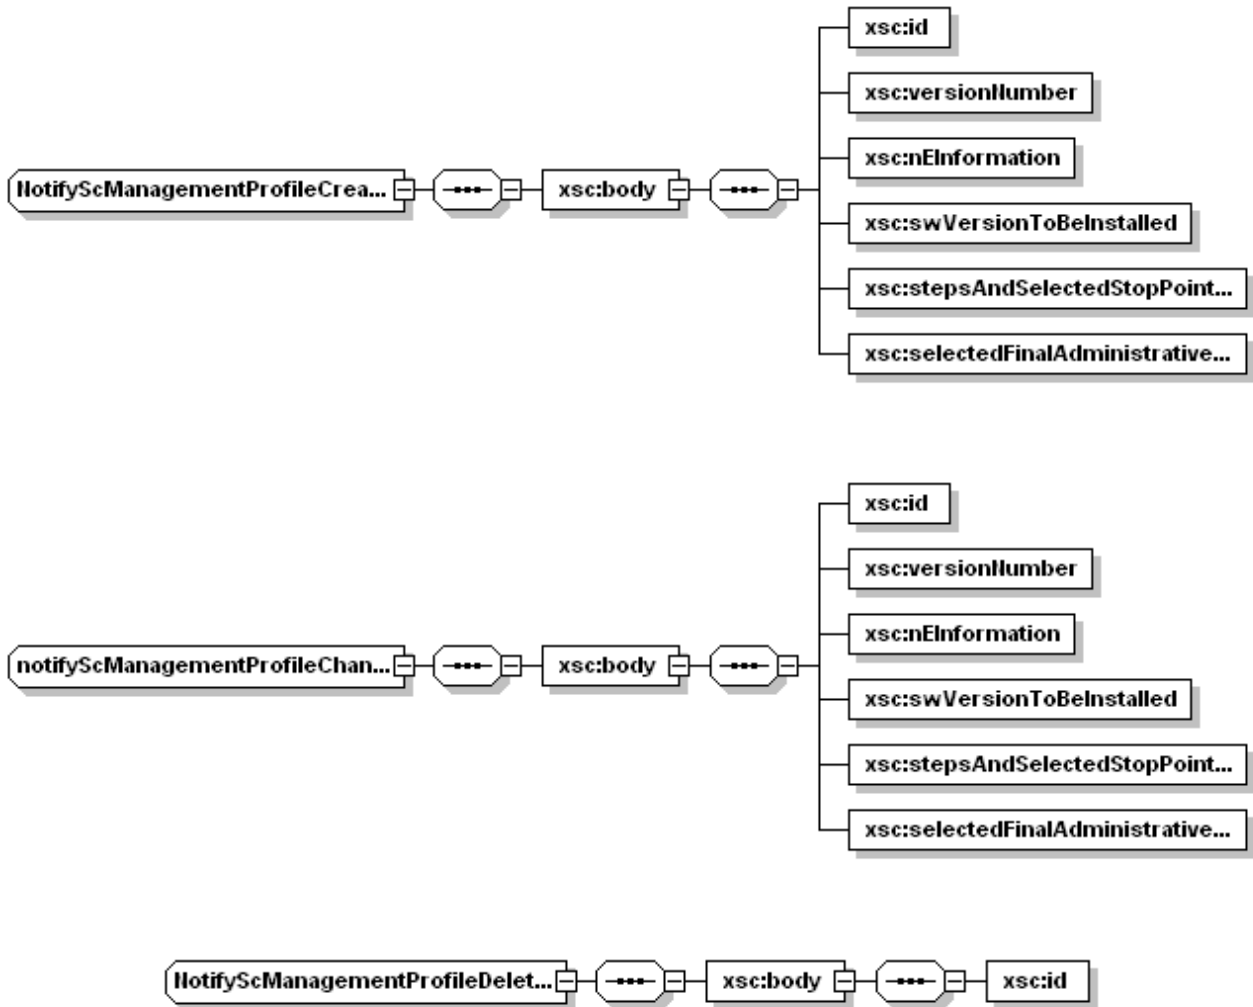 xsc:id
xsc:versionNumber
xsc:nEInformation
NotifyScManagementProfileCrea...
xsc:body
xsc:swVersionToBeInstalled
xsc:stepsAndSelectedStopPoint...
xsc:selectedFinalAdministrative...
xsc:id
xsc:versionNumber
xsc:nEInformation
notifyScManagementProfileChan...
xsc:body
xsc:swVersionToBeInstalled
xsc:stepsAndSelectedStopPoint...
xsc:selectedFinalAdministrative...
NotifyScManagementProfileDelet...
xsc:body
xsc:id